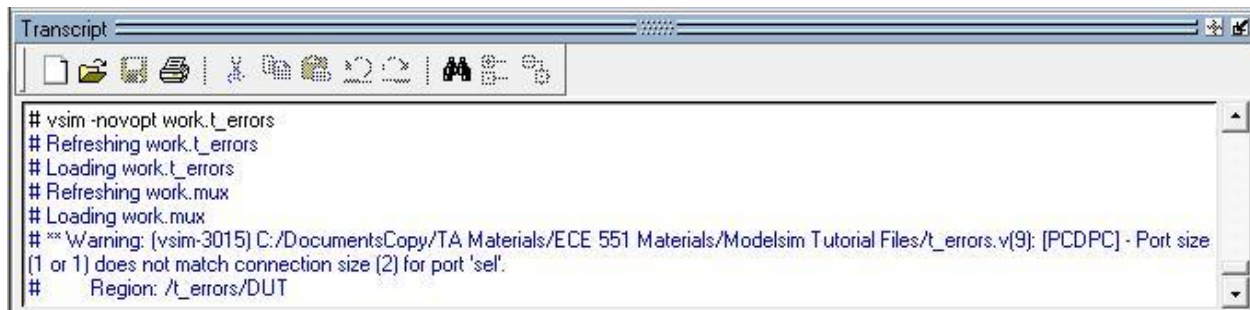 Transcript
# vsim -novopt work.t_errors
# Refreshing work.t_errors
# Loading work.t_errors
# Refreshing work.mux
# Loading work.mux
# ** Warning: (vsim-3015) C:/DocumentsCopy/TA Materials/ECE 551 Materials/Modelsim Tutorial Files/t_errors.v(9): [PCDPC] - Port size
(1 or 1) does not match connection size (2) for port 'sel'.
# Region: /t_errors/DUT